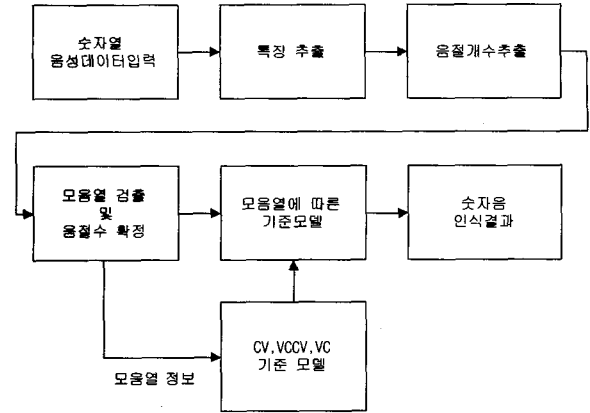 숫자열
음성데이터입력
특징 추출
음절개수추출
모음열 검출
및
음절수 확정
모음열에 따른
기준모델
숫자음
인식결과
CV,VCCV,VC
기준 모델
모음열 정보